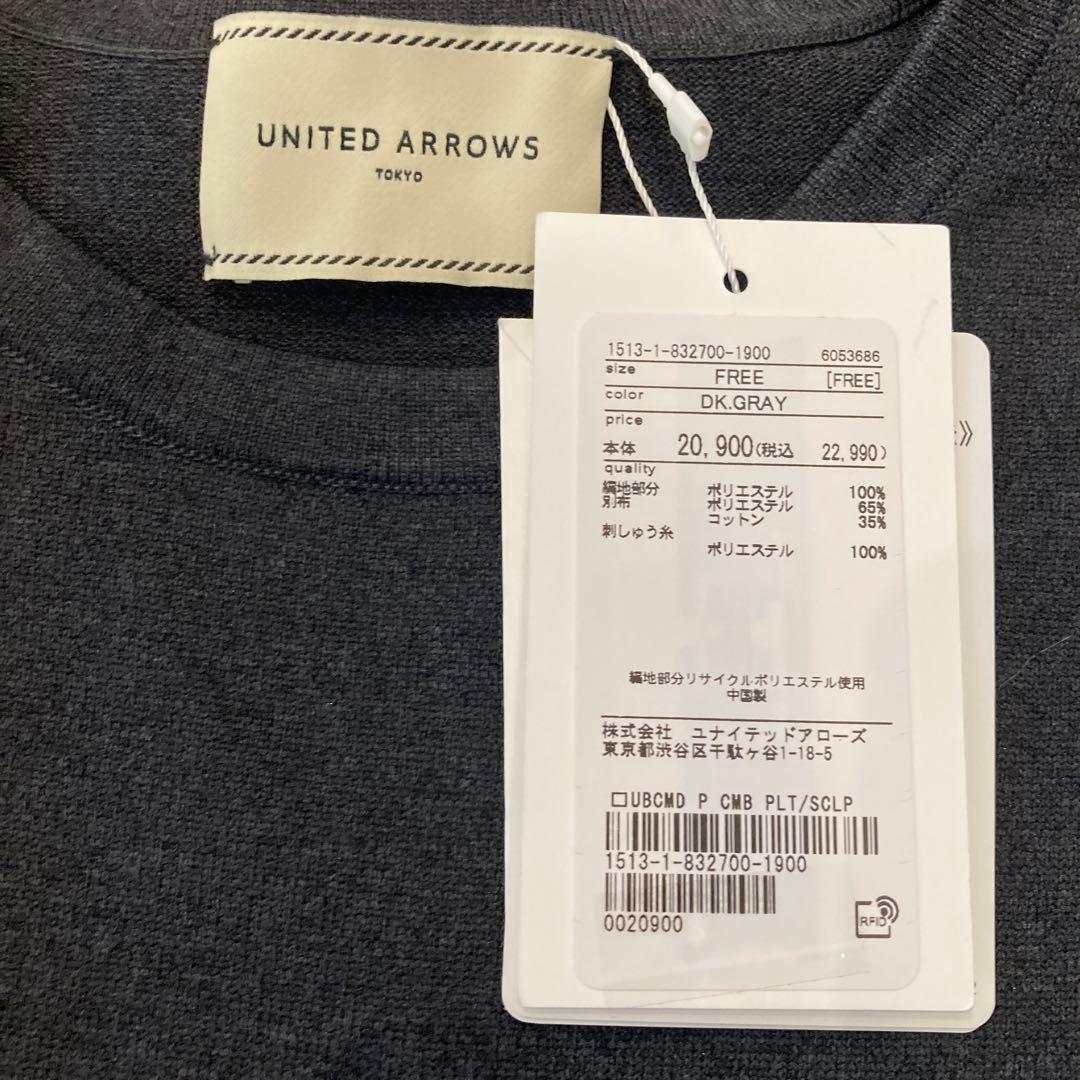 UNITED ARROWS
TOKYO
1513-1-832700-1900 6053686
size FREE [FREE]
color DK.GRAY
price
本体 20,900(税込 22,990)
quality
編地部分 ポリエステル 100%
別布 ポリエステル 65%
コットン 35%
刺しゅう糸
ポリエステル 100%
編地部分リサイクルポリエステル使用
中国製
株式会社 ユナイテッドアローズ
東京都渋谷区千駄ヶ谷1-18-5
□UBCMD P CMB PLT/SCLP
1513-1-832700-1900
0020900
RFID